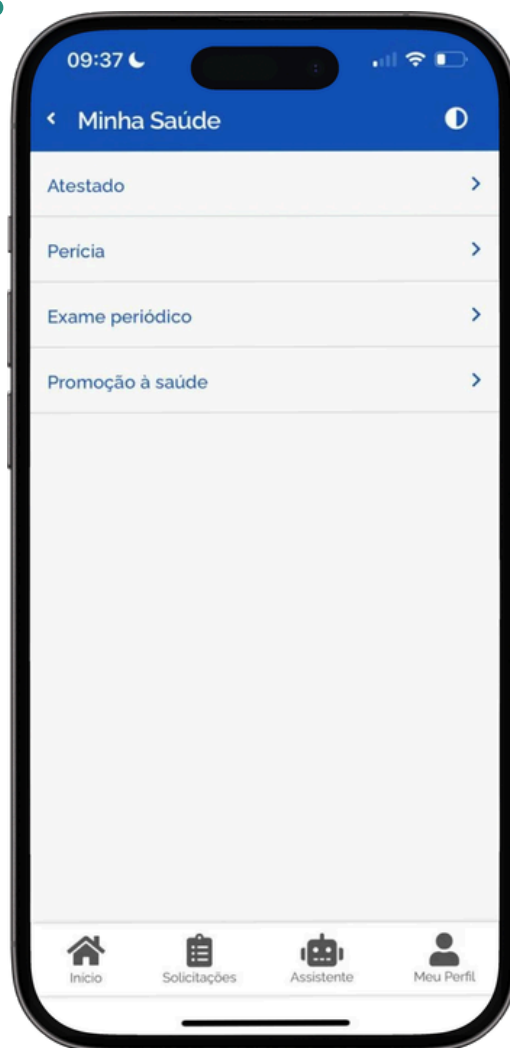 09:37
Minha Saúde
Atestado
Perícia
Exame periódico
Promoção à saúde
Início
Solicitações
Assistente
Meu Perfil